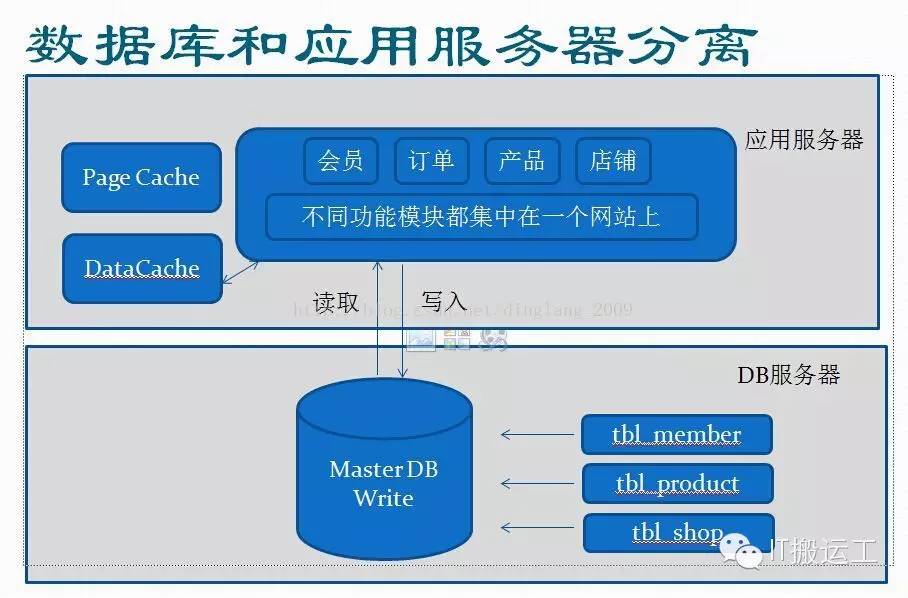 数据库和应用服务器分离
应用服务器
会员
订单
产品
店铺
Page Cache
不同功能模块都集中在一个网站上
DataCache
读取
写入
http://blog.csdn.net/dinglang_2009
DB服务器
Master DB
Write
tbl_member
tbl_product
tbl_shop
IT搬运工